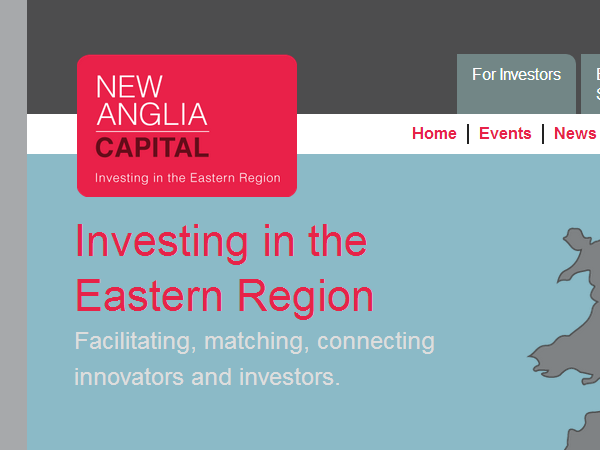 For Investors
NEW
ANGLIA
CAPITAL
Investing in the Eastern Region
Home
Events
News
Investing in the
Eastern Region
Facilitating, matching, connecting
innovators and investors.